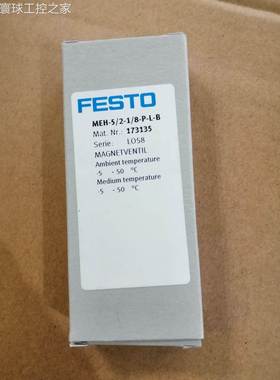 寰球工控之家
FESTO
MEH-5/2-1/8-P-L-B
Mat. Nr.: 173135
Serie: LO58
MAGNETVENTIL
Ambient temperature
-5 - 50 °C
Medium temperature
-5 - 50 °C